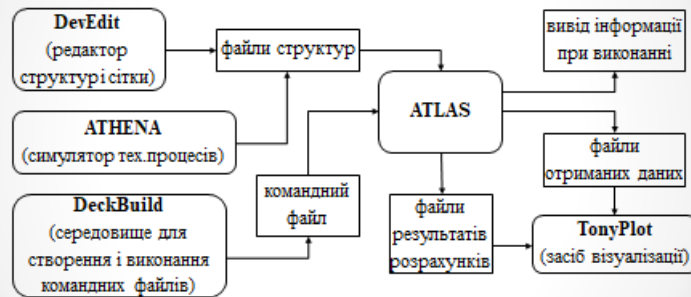 DevEdit
(редактор
структурі сітки)
файли структур
вивід інформації
при виконанні
ATHENA
(симулятор тех.процесів)
ATLAS
DeckBuild
(середовище для
створення і виконання
командних файлів)
командний
файл
файли
результатів
розрахунків
файли
отриманих даних
TonyPlot
(засіб візуалізації)